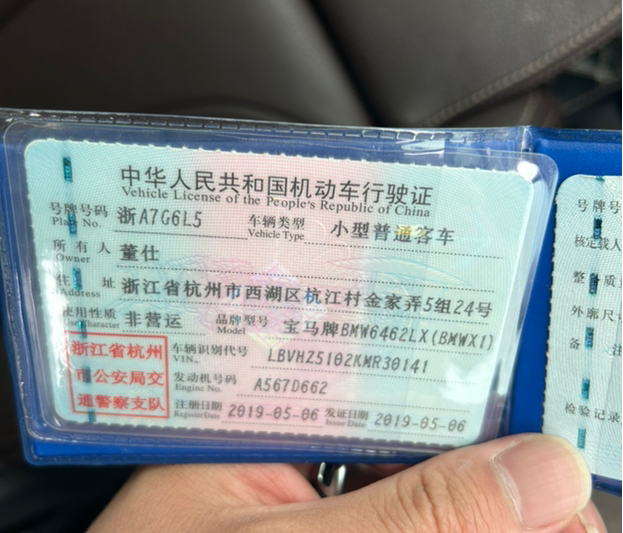 中华人民共和国机动车行驶证
Vehicle License of the People's Republic of China
号牌号码 浙A7G6L5 车辆类型 小型普通客车
Plate No. Vehicle Type
所有人 董仕
Owner
住址 浙江省杭州市西湖区杭江村金家弄5组24号
Address
使用性质 非营运 品牌型号 宝马牌BMW6462LX(BMWX1)
Use Character Model
浙江省杭州
市公安局交
通警察支队
车辆识别代号 LBVHZ5102KMR30141
VIN
发动机号码 A567D662
Engine No.
注册日期 2019-05-06 发证日期 2019-05-06
Register Date Issue Date
号牌号
核定载人
整备质量
外廓尺寸
备 注
检验记录